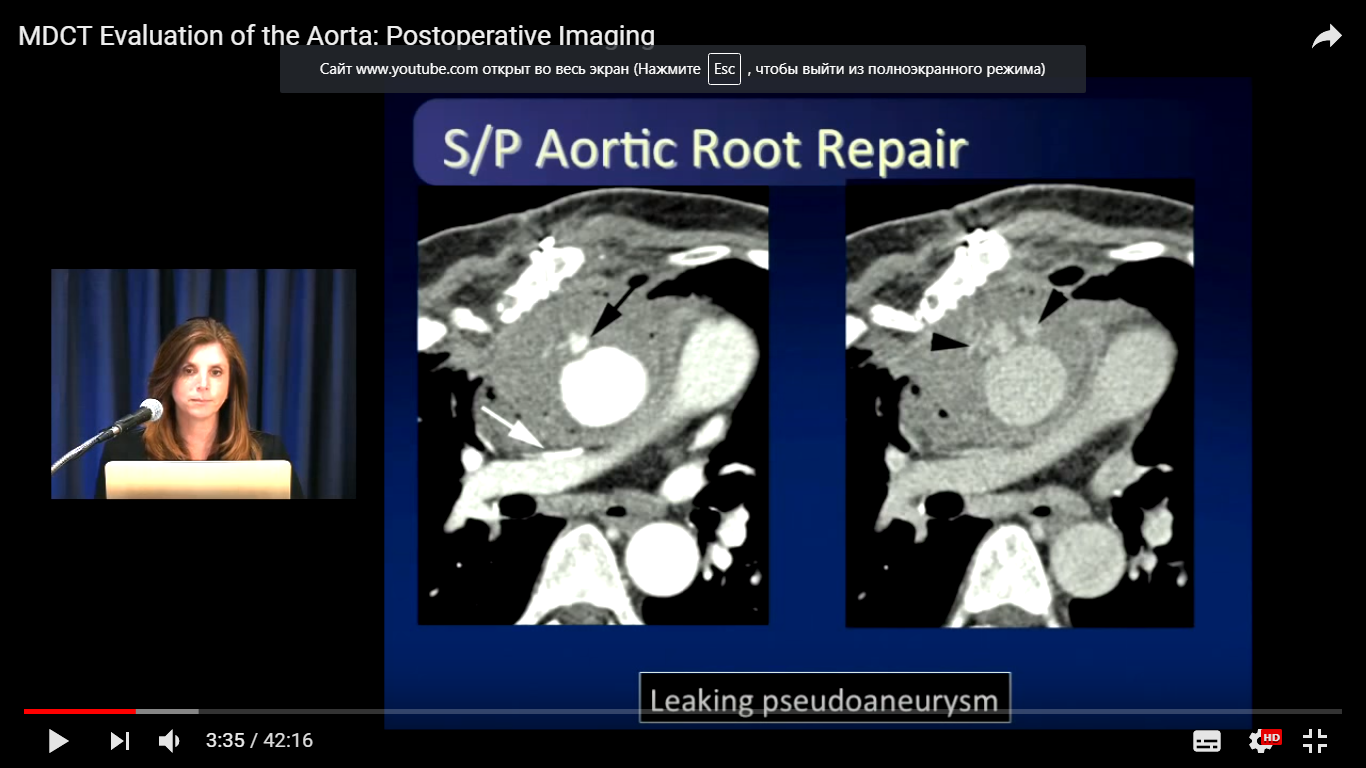 MDCT Evaluation of the Aorta: Postoperative Imaging
Сайт www.youtube.com открыт во весь экран (Нажмите Esc , чтобы выйти из полноэкранного режима)
S/P Aortic Root Repair
Leaking pseudoaneurysm
3:35 / 42:16
HD